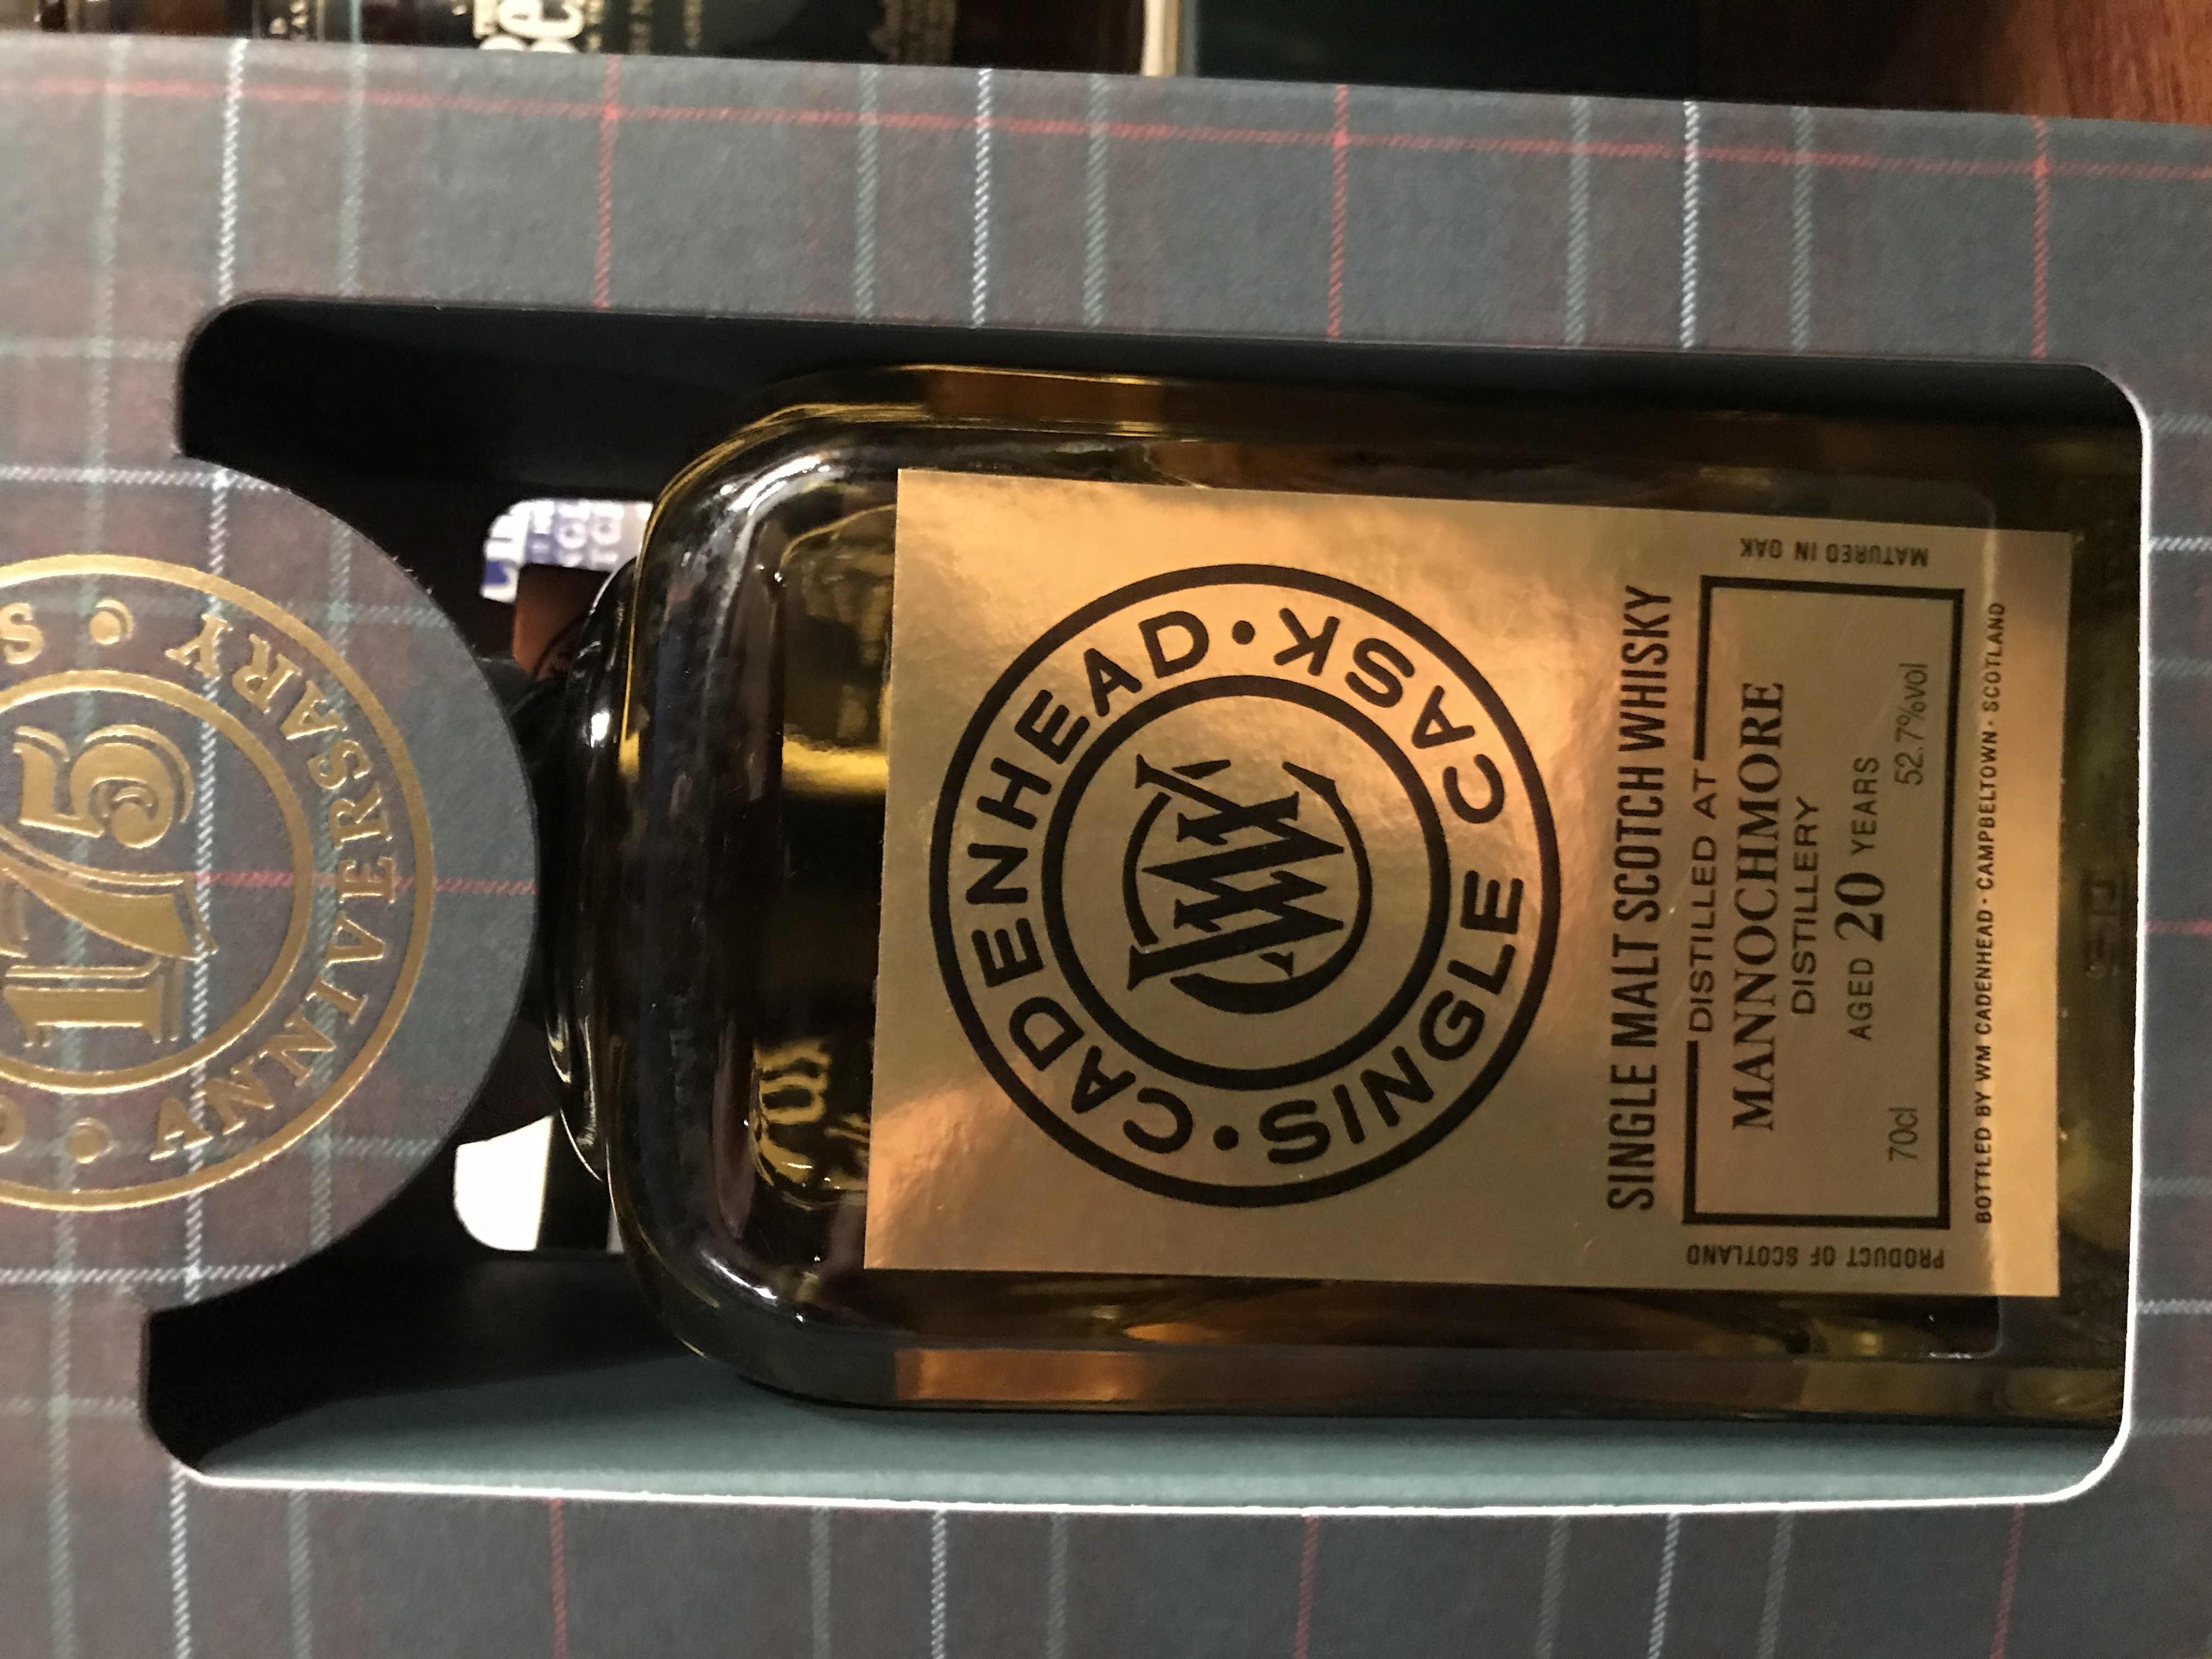 175
ANNIVERSARY
CADENHEAD · SINGLE CASK ·
WC
SINGLE MALT SCOTCH WHISKY
DISTILLED AT
MANNOCHMORE
DISTILLERY
AGED 20 YEARS
70cl 52.7%vol
PRODUCT OF SCOTLAND
MATURED IN OAK
BOTTLED BY WM CADENHEAD · CAMPBELTOWN · SCOTLAND